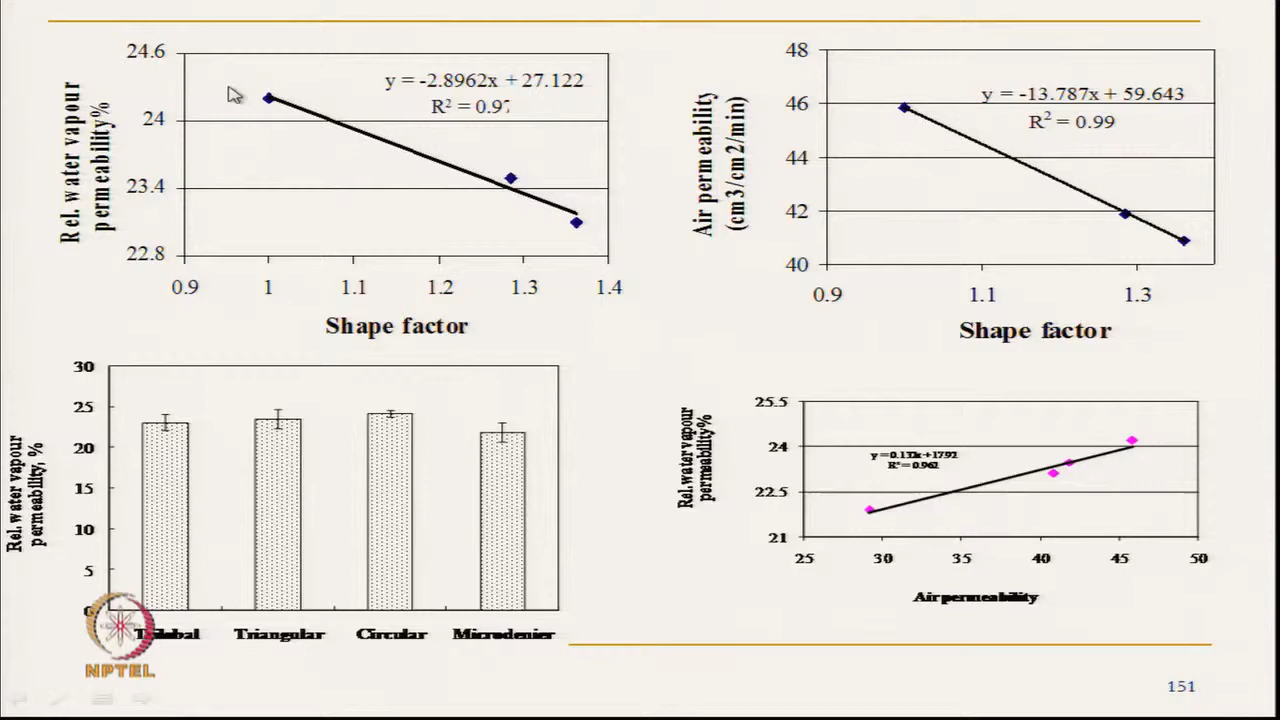 24.6
24
23.4
22.8
Rel. water vapour
permeability%
y = -2.8962x + 27.122
R² = 0.97
0.9 1 1.1 1.2 1.3 1.4
Shape factor
48
46
44
42
40
Air permeability
(cm3/cm2/min)
y = -13.787x + 59.643
R² = 0.99
0.9 1.1 1.3
Shape factor
30
25
20
15
10
5
0
Rel. water vapour
permeability, %
Triangular Circular Microdenier
25.5
24
22.5
21
Rel. water vapour
permeability%
R² = 0.962
25 30 35 40 45 50
Air permeability
NPTEL
151